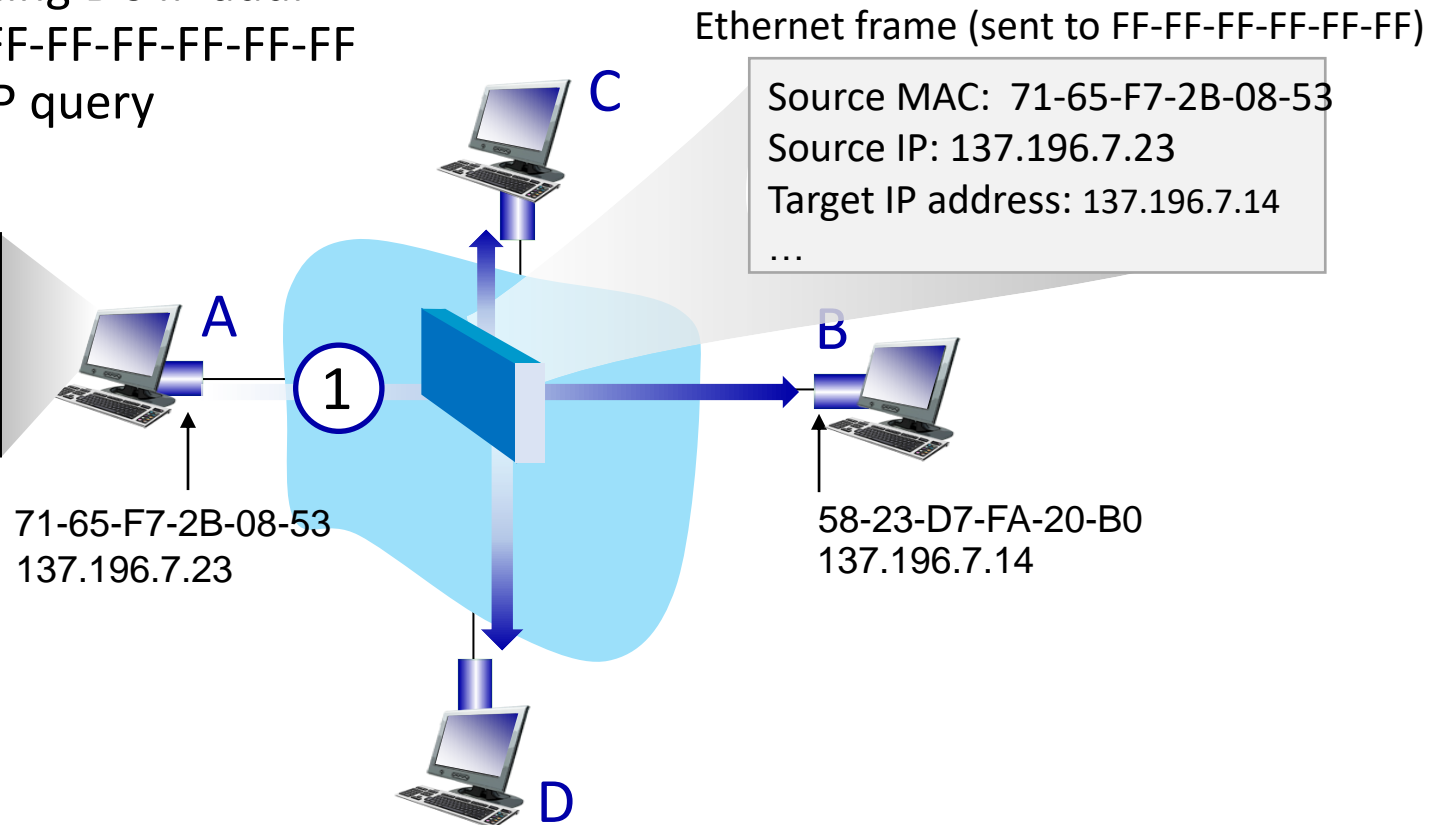 FF-FF-FF-FF-FF-FF
query
Ethernet frame (sent to FF-FF-FF-FF-FF-FF)
Source MAC: 71-65-F7-2B-08-53
Source IP: 137.196.7.23
Target IP address: 137.196.7.14
…
C
A
B
1
71-65-F7-2B-08-53
137.196.7.23
58-23-D7-FA-20-B0
137.196.7.14
D